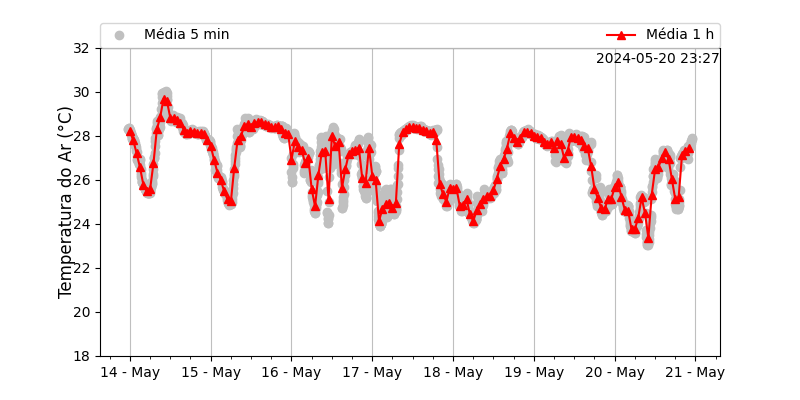 Média 5 min
Média 1 h
2024-05-20 23:27
Temperatura do Ar (°C)
32
30
28
26
24
22
20
18
14 - May
15 - May
16 - May
17 - May
18 - May
19 - May
20 - May
21 - May